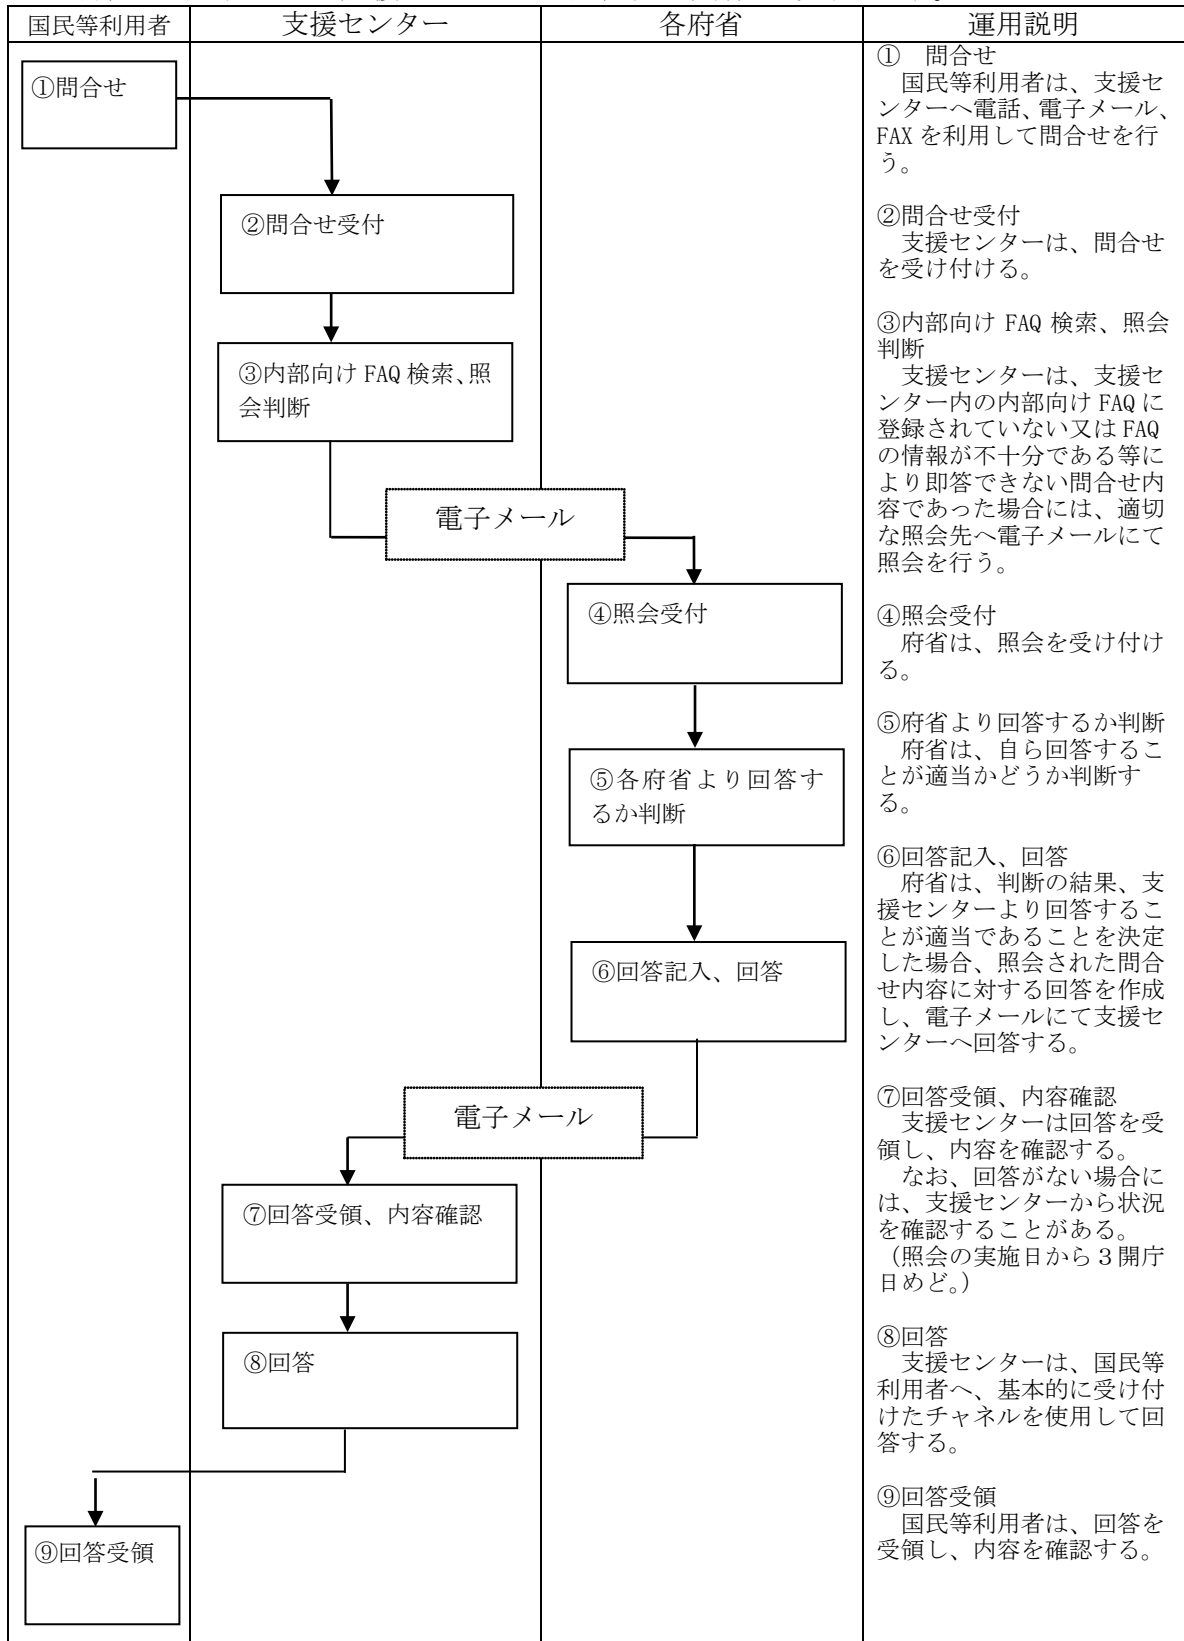 国民等利用者
支援センター
各府省
運用説明
①問合せ
②問合せ受付
③内部向け FAQ 検索、照
会判断
電子メール
④照会受付
⑤各府省より回答す
るか判断
⑥回答記入、回答
電子メール
⑦回答受領、内容確認
⑧回答
⑨回答受領
①　問合せ
　国民等利用者は、支援セ
ンターへ電話、電子メール、
FAX を利用して問合せを行
う。
②問合せ受付
　支援センターは、問合せ
を受け付ける。
③内部向け FAQ 検索、照会
判断
　支援センターは、支援セ
ンター内の内部向け FAQ に
登録されていない又は FAQ
の情報が不十分である等に
より即答できない問合せ内
容であった場合には、適切
な照会先へ電子メールにて
照会を行う。
④照会受付
　府省は、照会を受け付け
る。
⑤府省より回答するか判断
　府省は、自ら回答するこ
とが適当かどうか判断す
る。
⑥回答記入、回答
　府省は、判断の結果、支
援センターより回答するこ
とが適当であることを決定
した場合、照会された問合
せ内容に対する回答を作成
し、電子メールにて支援セ
ンターへ回答する。
⑦回答受領、内容確認
　支援センターは回答を受
領し、内容を確認する。
　なお、回答がない場合に
は、支援センターから状況
を確認することがある。
（照会の実施日から３開庁
日めど。）
⑧回答
　支援センターは、国民等
利用者へ、基本的に受け付
けたチャネルを使用して回
答する。
⑨回答受領
　国民等利用者は、回答を
受領し、内容を確認する。